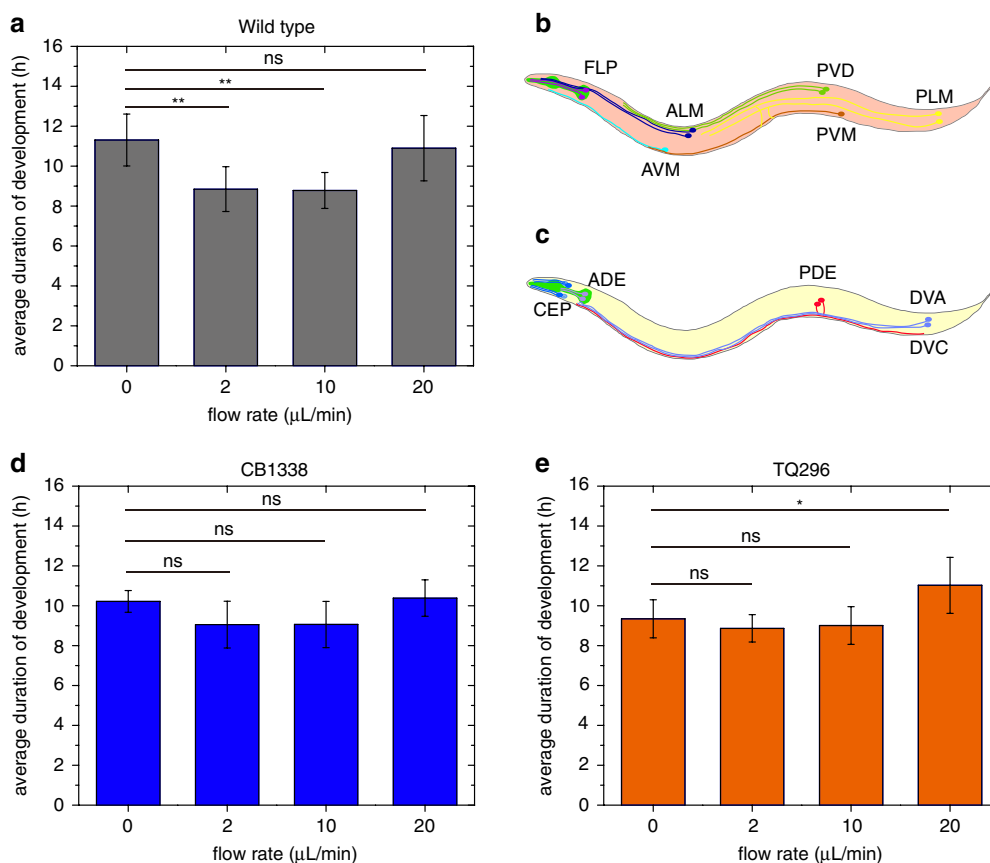 a
Wild type
average duration of development (h)
16
14
12
10
8
6
4
2
0
ns
**
**
0 2 10 20
flow rate (μL/min)
b
FLP
ALM
AVM
PVD
PVM
PLM
c
ADE
CEP
PDE
DVA
DVC
d
CB1338
average duration of development (h)
16
14
12
10
8
6
4
2
0
ns
ns
ns
0 2 10 20
flow rate (μL/min)
e
TQ296
average duration of development (h)
16
14
12
10
8
6
4
2
0
*
ns
ns
0 2 10 20
flow rate (μL/min)